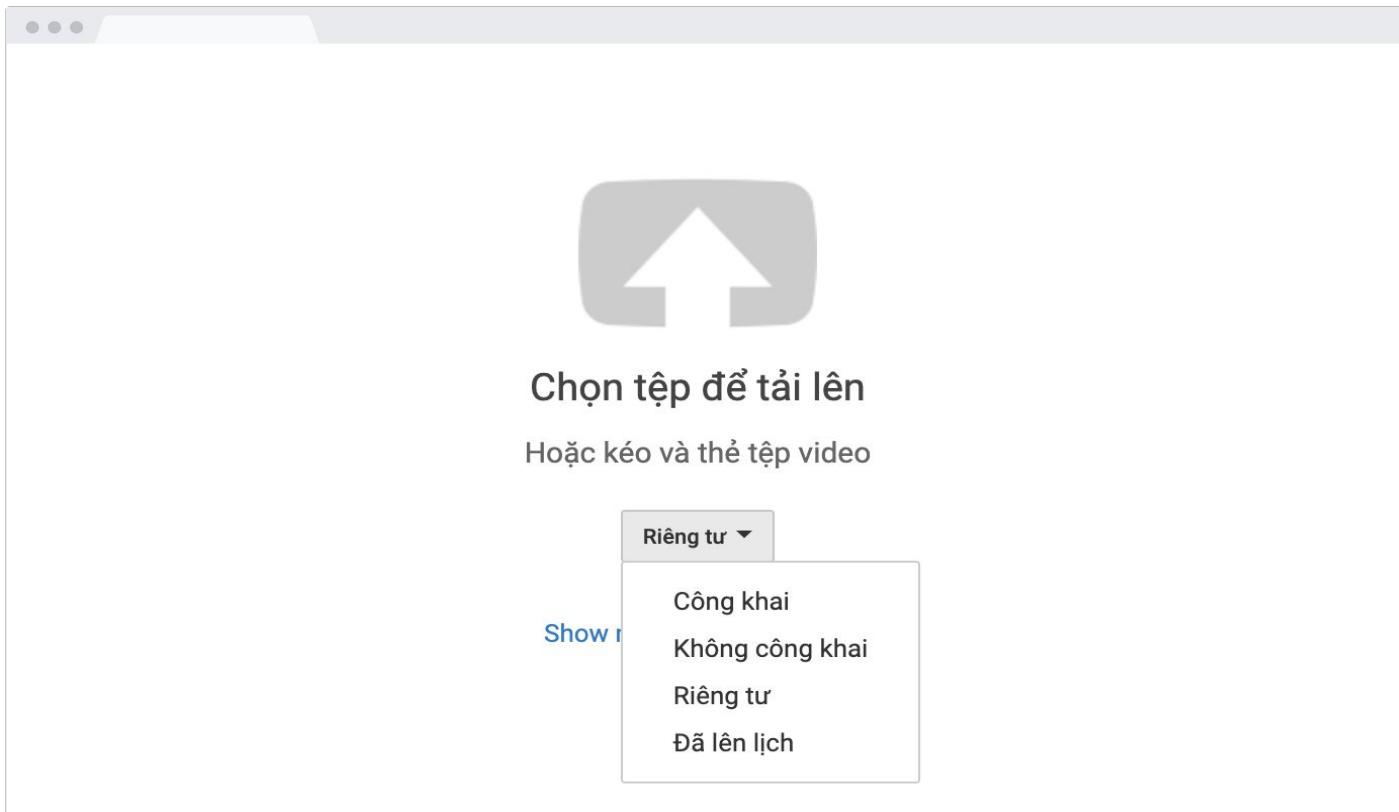 Chọn tệp để tải lên
Hoặc kéo và thẻ tệp video
Riêng tư
Công khai
Show
Không công khai
Riêng tư
Đã lên lịch